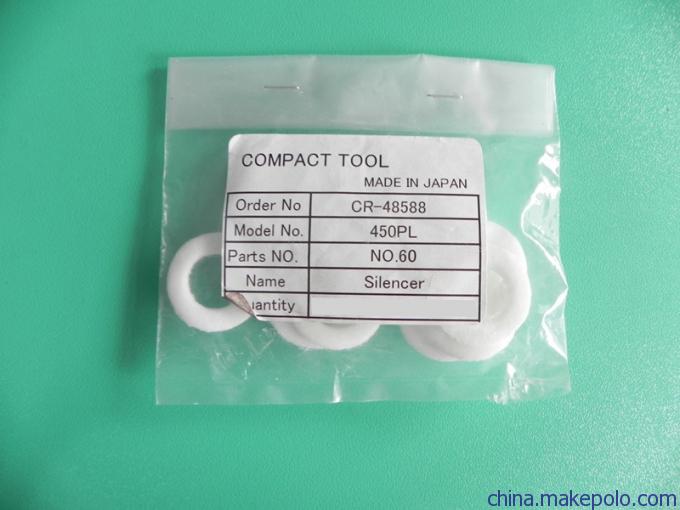 COMPACT TOOL
MADE IN JAPAN
Order No CR-48588
Model No. 450PL
Parts NO. NO.60
Name Silencer
uantity
china.makepolo.com